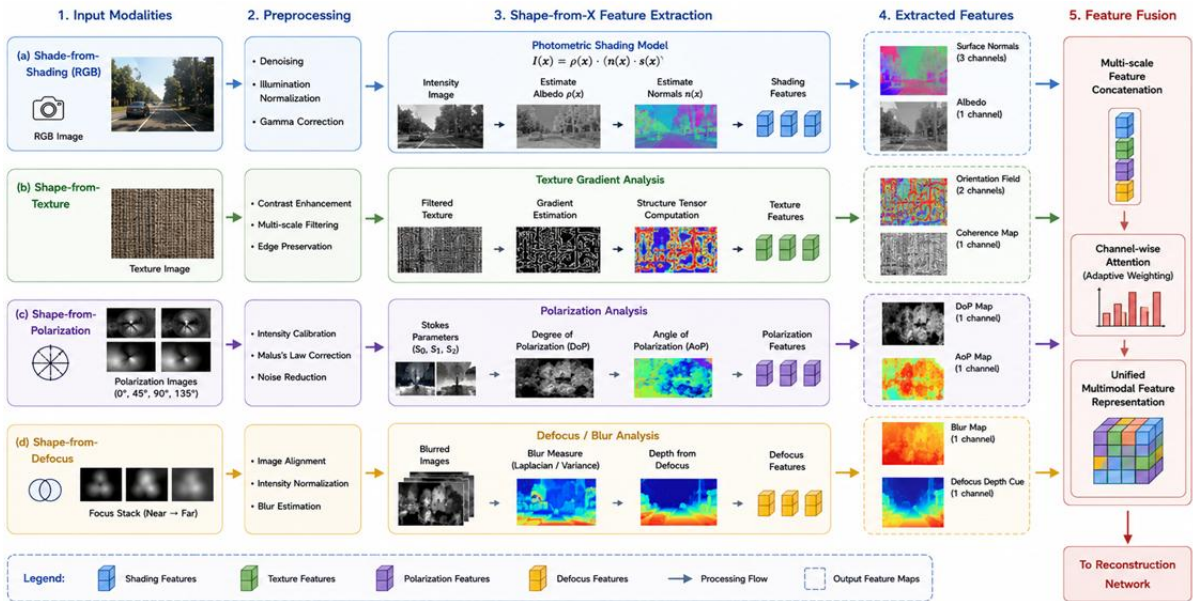 1. Input Modalities
2. Preprocessing
3. Shape-from-X Feature Extraction
4. Extracted Features
5. Feature Fusion
(a) Shade-from-
Shading (RGB)
RGB Image
• Denoising
• Illumination
Normalization
• Gamma Correction
Photometric Shading Model
I(x) = ρ(x) · (n(x) · s(x)`
Intensity
Image
Estimate
Albedo ρ(x)
Estimate
Normals n(x)
Shading
Features
Surface Normals
(3 channels)
Albedo
(1 channel)
(b) Shape-from-
Texture
Texture Image
• Contrast Enhancement
• Multi-scale Filtering
• Edge Preservation
Texture Gradient Analysis
Filtered
Texture
Gradient
Estimation
Structure Tensor
Computation
Texture
Features
Orientation Field
(2 channels)
Coherence Map
(1 channel)
(c) Shape-from-
Polarization
Polarization Images
(0°, 45°, 90°, 135°)
• Intensity Calibration
• Malus's Law Correction
• Noise Reduction
Polarization Analysis
Stokes
Parameters
(S0, S1, S2)
Degree of
Polarization (DoP)
Angle of
Polarization (AoP)
Polarization
Features
DoP Map
(1 channel)
AoP Map
(1 channel)
(d) Shape-from-
Defocus
Focus Stack (Near → Far)
• Image Alignment
• Intensity Normalization
• Blur Estimation
Defocus / Blur Analysis
Blurred
Images
Blur Measure
(Laplacian / Variance)
Depth from
Defocus
Defocus
Features
Blur Map
(1 channel)
Defocus Depth Cue
(1 channel)
Multi-scale
Feature
Concatenation
Channel-wise
Attention
(Adaptive Weighting)
Unified
Multimodal Feature
Representation
To Reconstruction
Network
Legend:
Shading Features
Texture Features
Polarization Features
Defocus Features
Processing Flow
Output Feature Maps